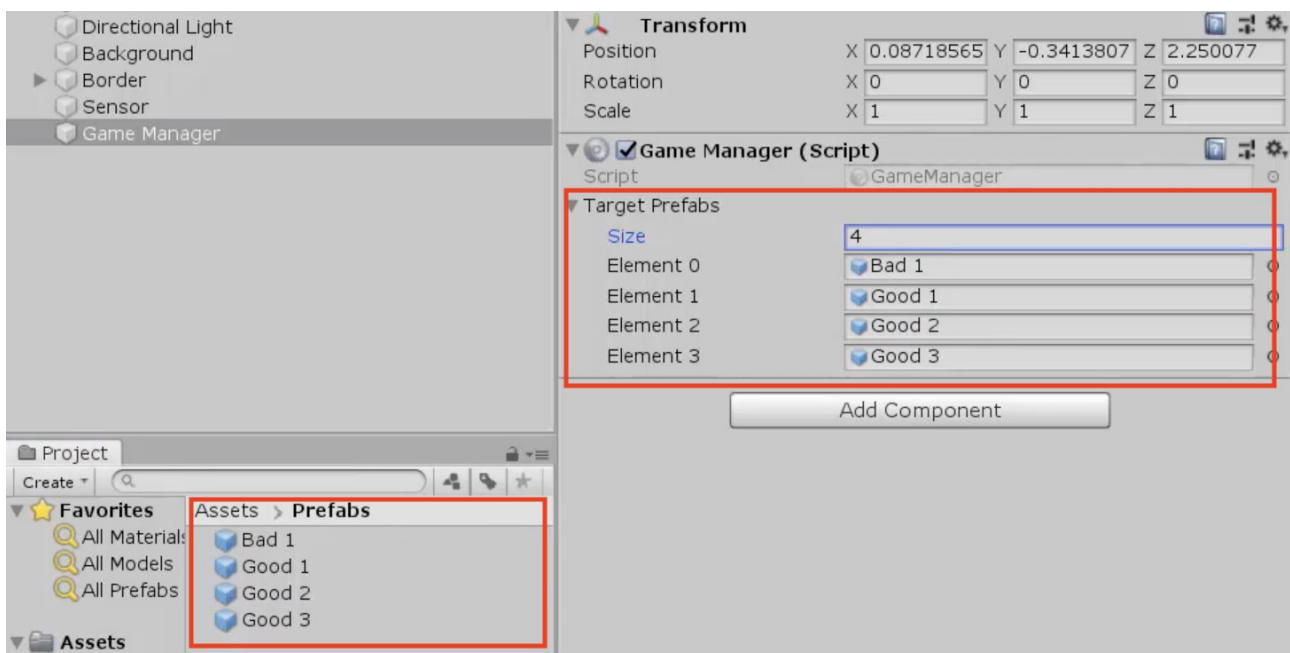 Directional Light
Background
Border
Sensor
Game Manager
Transform
Position X 0.08718565 Y -0.3413807 Z 2.250077
Rotation X 0 Y 0 Z 0
Scale X 1 Y 1 Z 1
Game Manager (Script)
Script GameManager
Target Prefabs
Size 4
Element 0 Bad 1
Element 1 Good 1
Element 2 Good 2
Element 3 Good 3
Add Component
Project
Create
Favorites
All Materials
All Models
All Prefabs
Assets
Assets > Prefabs
Bad 1
Good 1
Good 2
Good 3